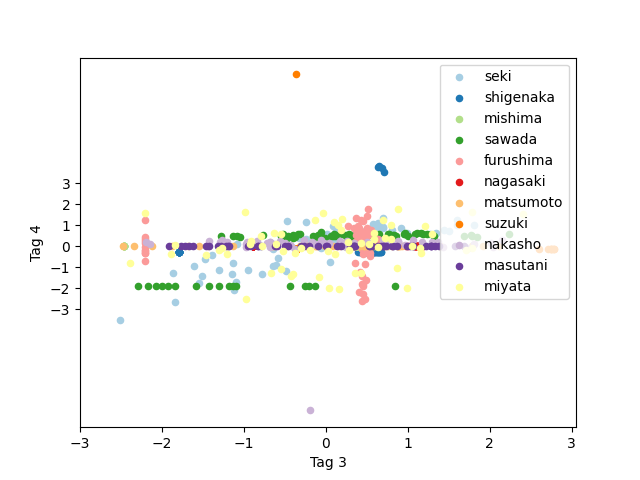 seki
shigenaka
mishima
sawada
furushima
nagasaki
matsumoto
suzuki
nakasho
masutani
miyata
3
2
1
0
−1
−2
−3
Tag 4
−3
−2
−1
0
1
2
3
Tag 3